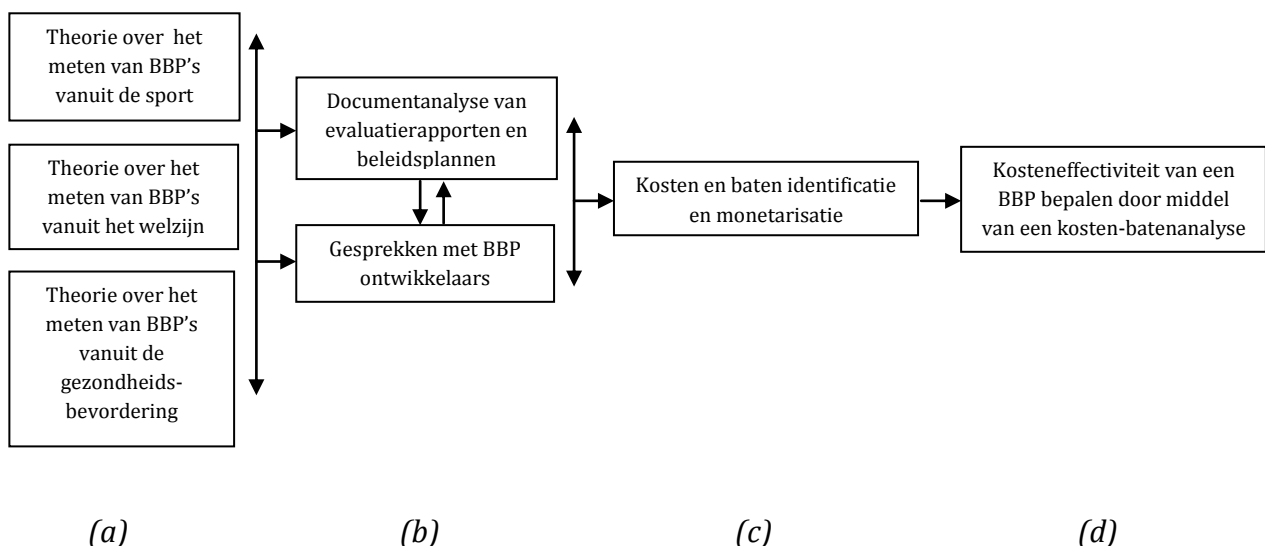 Theorie over het
meten van BBP's
vanuit de sport
Theorie over het
meten van BBP's
vanuit het welzijn
Theorie over het
meten van BBP's
vanuit de
gezondheids-
bevordering
Documentanalyse van
evaluatierapporten en
beleidsplannen
Gesprekken met BBP
ontwikkelaars
Kosten en baten identificatie
en monetarisatie
Kosteneffectiviteit van een
BBP bepalen door middel
van een kosten-batenanalyse
(a)
(b)
(c)
(d)